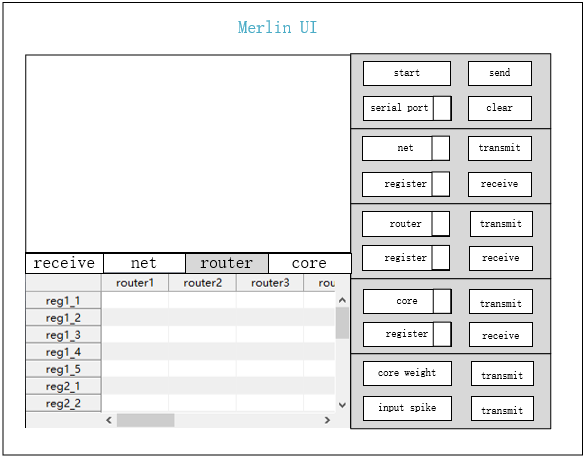 Merlin UI
start send
serial port clear
net transmit
register receive
router transmit
register receive
core transmit
register receive
core weight transmit
input spike transmit
receive net router core
router1 router2 router3 rou
reg1_1
reg1_2
reg1_3
reg1_4
reg1_5
reg2_1
reg2_2